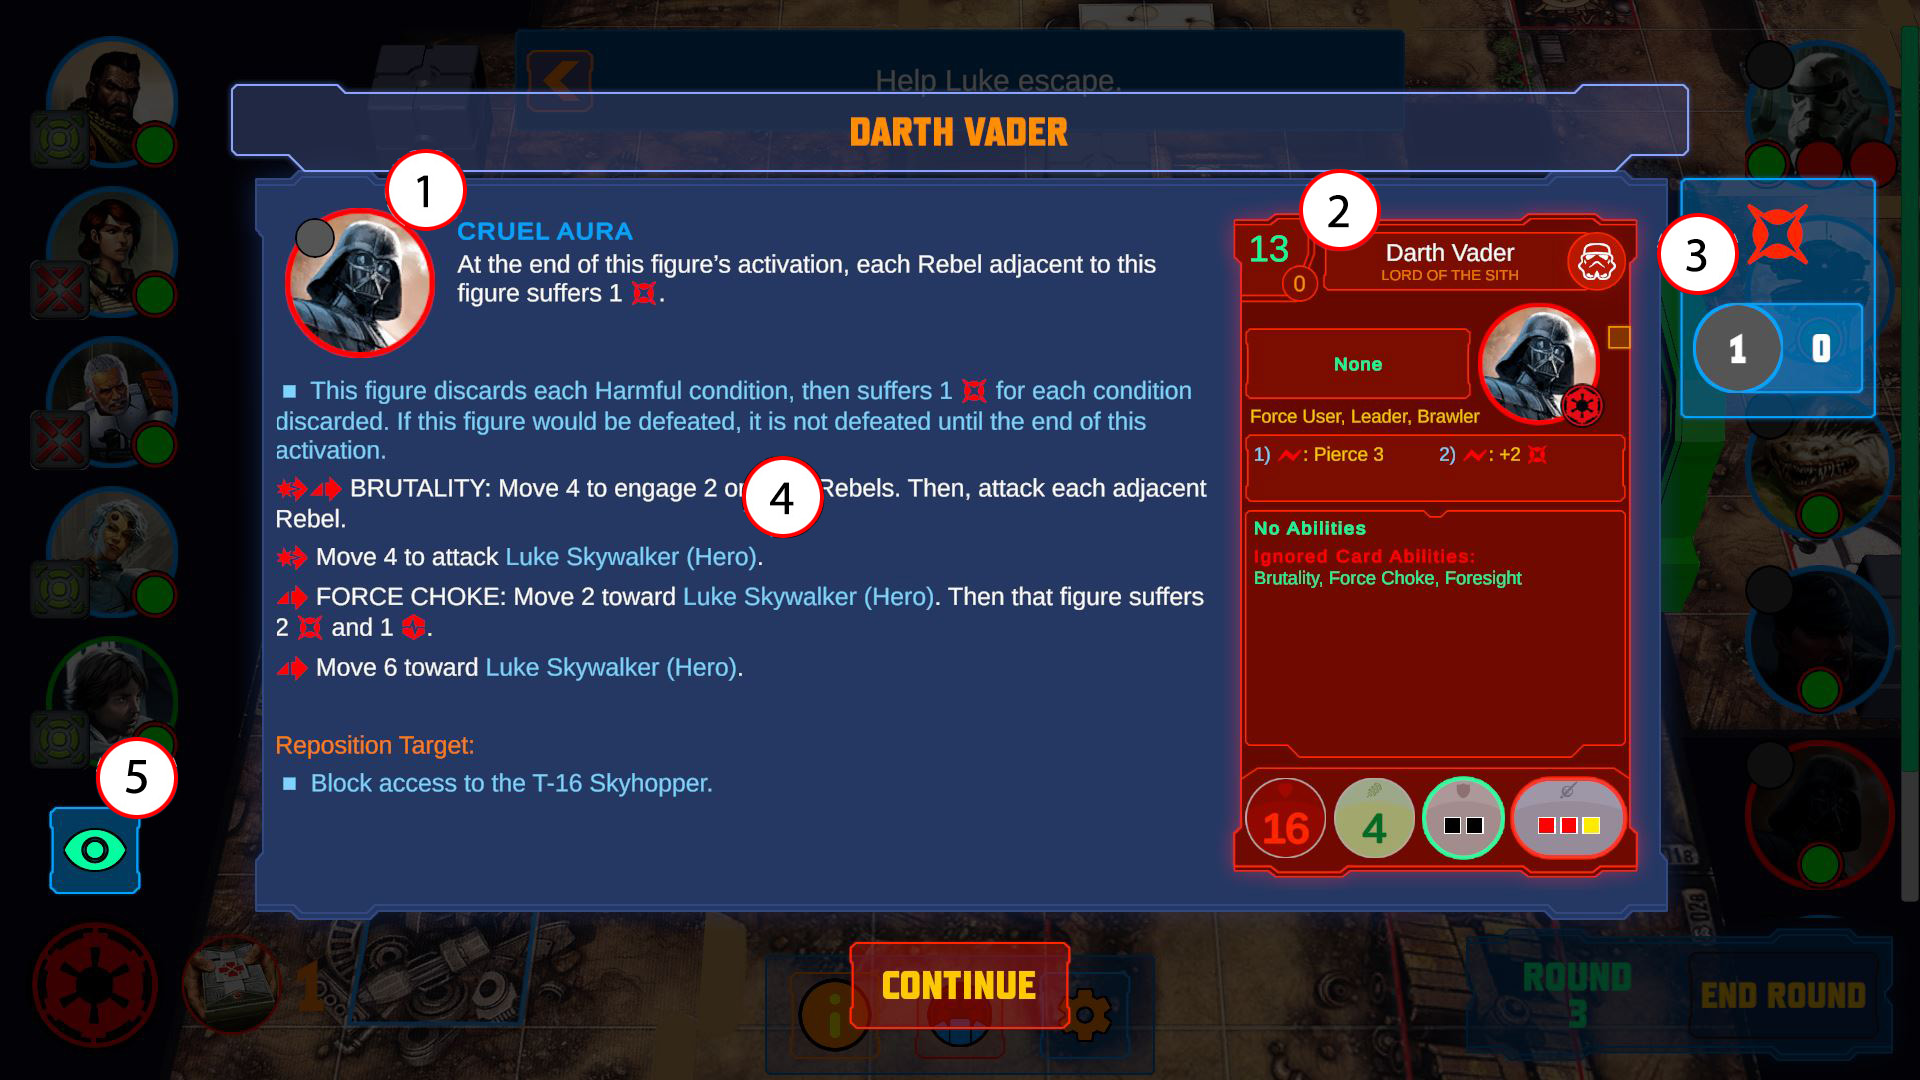 Help Luke escape.
DARTH VADER
1
2
3
4
5
CRUEL AURA
At the end of this figure’s activation, each Rebel adjacent to this
figure suffers 1 .
This figure discards each Harmful condition, then suffers 1 for each condition
discarded. If this figure would be defeated, it is not defeated until the end of this
activation.
BRUTALITY: Move 4 to engage 2 or Rebels. Then, attack each adjacent
Rebel.
Move 4 to attack Luke Skywalker (Hero).
FORCE CHOKE: Move 2 toward Luke Skywalker (Hero). Then that figure suffers
2 and 1 .
Move 6 toward Luke Skywalker (Hero).
Reposition Target:
Block access to the T-16 Skyhopper.
13
0
Darth Vader
LORD OF THE SITH
None
Force User, Leader, Brawler
1) : Pierce 3 2) : +2
No Abilities
Ignored Card Abilities:
Brutality, Force Choke, Foresight
16
4
1 0
1
CONTINUE
ROUND
3
END ROUND